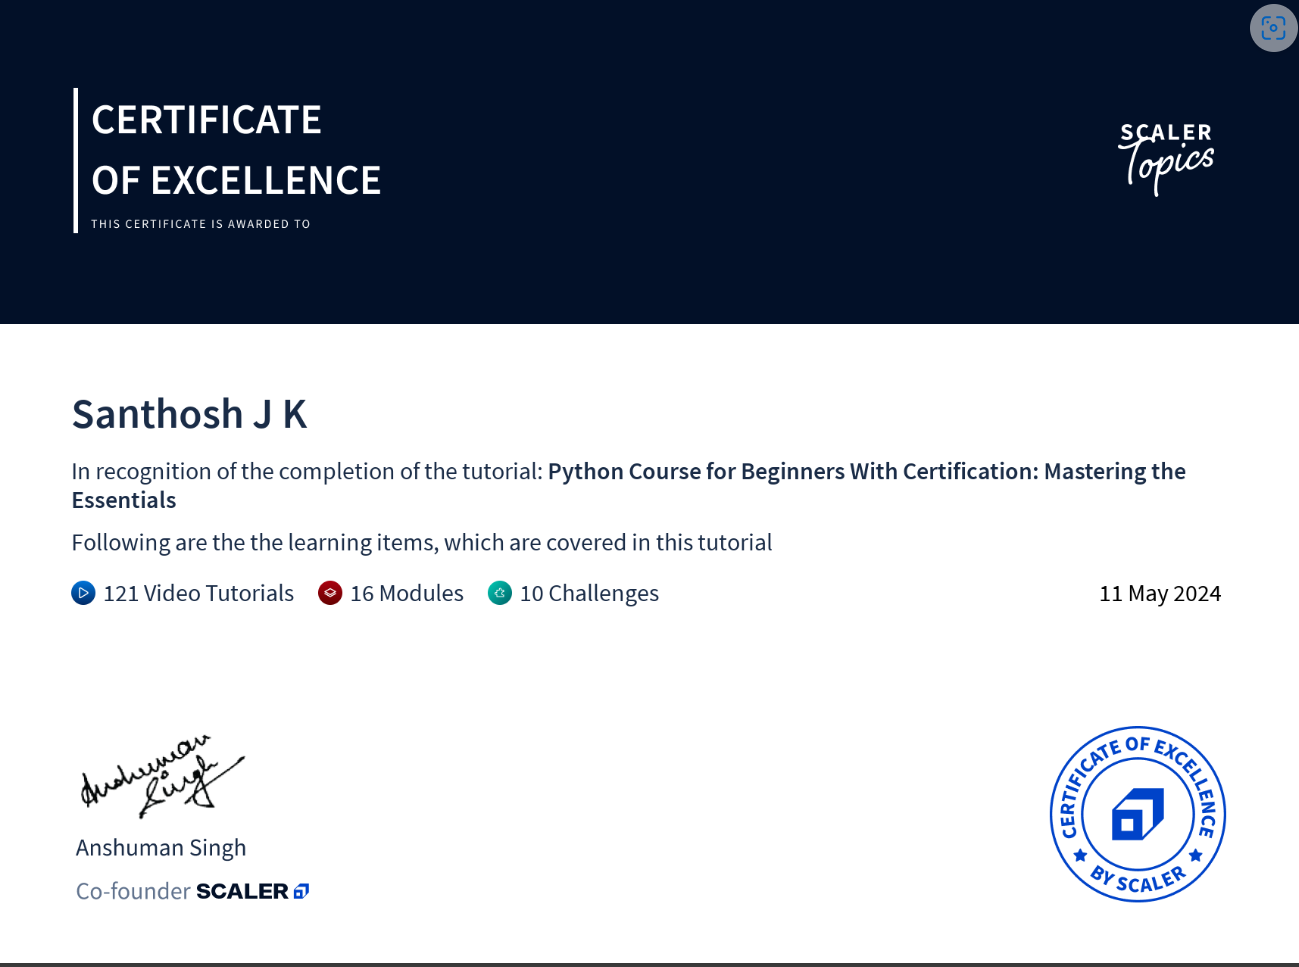 CERTIFICATE
OF EXCELLENCE
THIS CERTIFICATE IS AWARDED TO
SCALER
Topics
Santhosh J K
In recognition of the completion of the tutorial: Python Course for Beginners With Certification: Mastering the
Essentials
Following are the the learning items, which are covered in this tutorial
121 Video Tutorials 16 Modules 10 Challenges 11 May 2024
Anshuman
Singh
Anshuman Singh
Co-founder SCALER
CERTIFICATE OF EXCELLENCE
BY SCALER